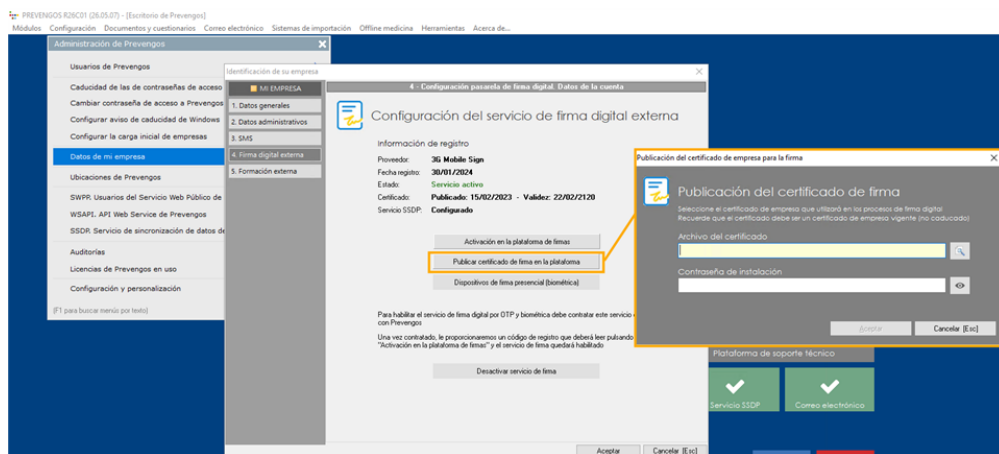 PREVENGOS R26C01 (26.05.07) - [Escritorio de Prevengos]
Módulos Configuración Documentos y cuestionarios Correo electrónico Sistemas de importación Offline medicina Herramientas Acerca de...
Administración de Prevengos
Usuarios de Prevengos
Caducidad de las de contraseñas de acceso
Cambiar contraseña de acceso a Prevengos
Configurar aviso de caducidad de Windows
Configurar la carga inicial de empresas
Datos de mi empresa
Ubicaciones de Prevengos
SWPP. Usuarios del Servicio Web Público de
WSAPI. API Web Service de Prevengos
SSDP. Servicio de sincronización de datos de
Auditorías
Licencias de Prevengos en uso
Configuración y personalización
[F1 para buscar menús por texto]
Identificación de su empresa
MI EMPRESA
1. Datos generales
2. Datos administrativos
3. SMS
4. Firma digital externa
5. Formación externa
4 - Configuración pasarela de firma digital. Datos de la cuenta
Configuración del servicio de firma digital externa
Información de registro
Proveedor: 3G Mobile Sign
Fecha registro: 30/01/2024
Estado: Servicio activo
Certificado: Publicado: 15/02/2023 - Validez: 22/02/2120
Servicio SSDP: Configurado
Activación en la plataforma de firmas
Publicar certificado de firma en la plataforma
Dispositivos de firma presencial (biométrica)
Para habilitar el servicio de firma digital por OTP y biométrica debe contratar este servicio
con Prevengos
Una vez contratado, le proporcionaremos un código de registro que deberá leer pulsando
"Activación en la plataforma de firmas" y el servicio de firma quedará habilitado
Desactivar servicio de firma
Aceptar Cancelar [Esc]
Publicación del certificado de empresa para la firma
Publicación del certificado de firma
Seleccione el certificado de empresa que utilizará en los procesos de firma digital
Recuerde que el certificado debe ser un certificado de empresa vigente (no caducado)
Archivo del certificado
Contraseña de instalación
Aceptar Cancelar [Esc]
Plataforma de soporte técnico
Servicio SSDP Correo electrónico